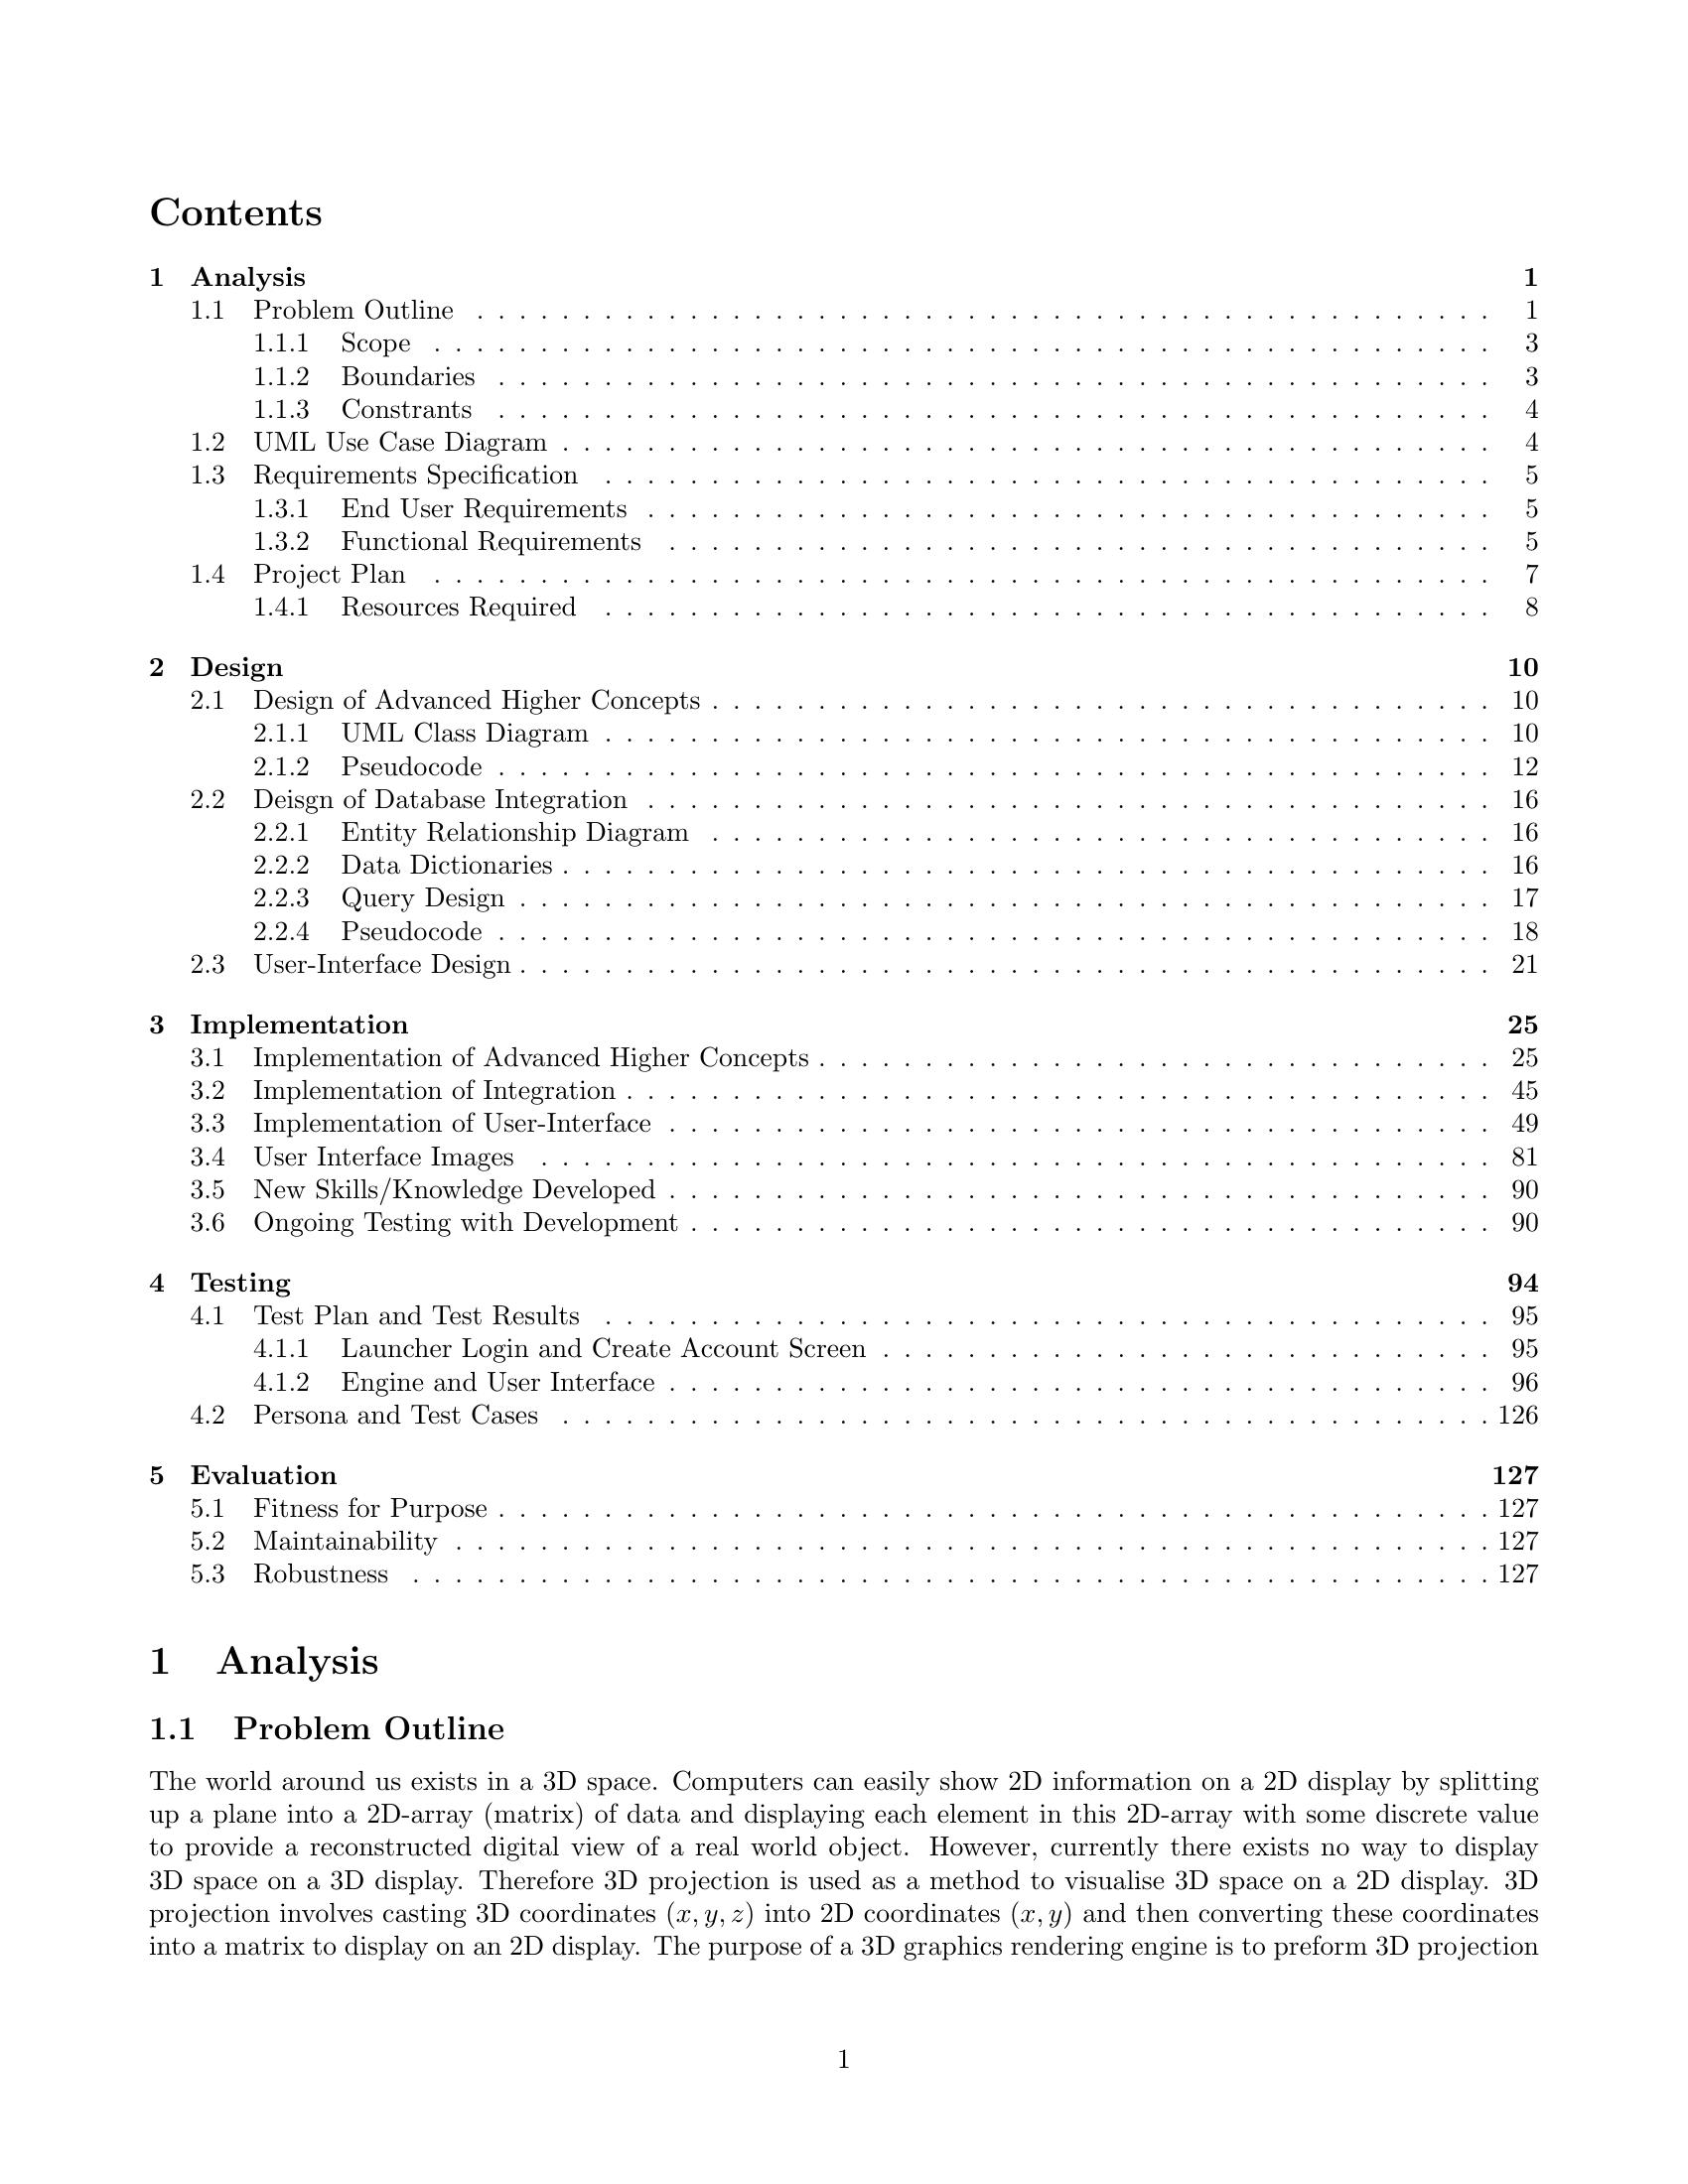 Contents
1 Analysis 1
1.1 Problem Outline . . . . . . . . . . . . . . . . . . . . . . . . . . . . . . . . . . . . . . . . . . . . . . . . 1
1.1.1 Scope . . . . . . . . . . . . . . . . . . . . . . . . . . . . . . . . . . . . . . . . . . . . . . . . . . 3
1.1.2 Boundaries . . . . . . . . . . . . . . . . . . . . . . . . . . . . . . . . . . . . . . . . . . . . . . . 3
1.1.3 Constrants . . . . . . . . . . . . . . . . . . . . . . . . . . . . . . . . . . . . . . . . . . . . . . . 4
1.2 UML Use Case Diagram . . . . . . . . . . . . . . . . . . . . . . . . . . . . . . . . . . . . . . . . . . . . 4
1.3 Requirements Specification . . . . . . . . . . . . . . . . . . . . . . . . . . . . . . . . . . . . . . . . . . 5
1.3.1 End User Requirements . . . . . . . . . . . . . . . . . . . . . . . . . . . . . . . . . . . . . . . . 5
1.3.2 Functional Requirements . . . . . . . . . . . . . . . . . . . . . . . . . . . . . . . . . . . . . . . 5
1.4 Project Plan . . . . . . . . . . . . . . . . . . . . . . . . . . . . . . . . . . . . . . . . . . . . . . . . . . 7
1.4.1 Resources Required . . . . . . . . . . . . . . . . . . . . . . . . . . . . . . . . . . . . . . . . . . 8
2 Design 10
2.1 Design of Advanced Higher Concepts . . . . . . . . . . . . . . . . . . . . . . . . . . . . . . . . . . . . . 10
2.1.1 UML Class Diagram . . . . . . . . . . . . . . . . . . . . . . . . . . . . . . . . . . . . . . . . . . 10
2.1.2 Pseudocode . . . . . . . . . . . . . . . . . . . . . . . . . . . . . . . . . . . . . . . . . . . . . . . 12
2.2 Deisgn of Database Integration . . . . . . . . . . . . . . . . . . . . . . . . . . . . . . . . . . . . . . . . 16
2.2.1 Entity Relationship Diagram . . . . . . . . . . . . . . . . . . . . . . . . . . . . . . . . . . . . . 16
2.2.2 Data Dictionaries . . . . . . . . . . . . . . . . . . . . . . . . . . . . . . . . . . . . . . . . . . . . 16
2.2.3 Query Design . . . . . . . . . . . . . . . . . . . . . . . . . . . . . . . . . . . . . . . . . . . . . . 17
2.2.4 Pseudocode . . . . . . . . . . . . . . . . . . . . . . . . . . . . . . . . . . . . . . . . . . . . . . . 18
2.3 User-Interface Design . . . . . . . . . . . . . . . . . . . . . . . . . . . . . . . . . . . . . . . . . . . . . . 21
3 Implementation 25
3.1 Implementation of Advanced Higher Concepts . . . . . . . . . . . . . . . . . . . . . . . . . . . . . . . . 25
3.2 Implementation of Integration . . . . . . . . . . . . . . . . . . . . . . . . . . . . . . . . . . . . . . . . . 45
3.3 Implementation of User-Interface . . . . . . . . . . . . . . . . . . . . . . . . . . . . . . . . . . . . . . . 49
3.4 User Interface Images . . . . . . . . . . . . . . . . . . . . . . . . . . . . . . . . . . . . . . . . . . . . . 81
3.5 New Skills/Knowledge Developed . . . . . . . . . . . . . . . . . . . . . . . . . . . . . . . . . . . . . . . 90
3.6 Ongoing Testing with Development . . . . . . . . . . . . . . . . . . . . . . . . . . . . . . . . . . . . . . 90
4 Testing 94
4.1 Test Plan and Test Results . . . . . . . . . . . . . . . . . . . . . . . . . . . . . . . . . . . . . . . . . . 95
4.1.1 Launcher Login and Create Account Screen . . . . . . . . . . . . . . . . . . . . . . . . . . . . . 95
4.1.2 Engine and User Interface . . . . . . . . . . . . . . . . . . . . . . . . . . . . . . . . . . . . . . . 96
4.2 Persona and Test Cases . . . . . . . . . . . . . . . . . . . . . . . . . . . . . . . . . . . . . . . . . . . . 126
5 Evaluation 127
5.1 Fitness for Purpose . . . . . . . . . . . . . . . . . . . . . . . . . . . . . . . . . . . . . . . . . . . . . . . 127
5.2 Maintainability . . . . . . . . . . . . . . . . . . . . . . . . . . . . . . . . . . . . . . . . . . . . . . . . . 127
5.3 Robustness . . . . . . . . . . . . . . . . . . . . . . . . . . . . . . . . . . . . . . . . . . . . . . . . . . . 127
1 Analysis
1.1 Problem Outline
The world around us exists in a 3D space. Computers can easily show 2D information on a 2D display by splitting
up a plane into a 2D-array (matrix) of data and displaying each element in this 2D-array with some discrete value
to provide a reconstructed digital view of a real world object. However, currently there exists no way to display
3D space on a 3D display. Therefore 3D projection is used as a method to visualise 3D space on a 2D display. 3D
projection involves casting 3D coordinates (x, y, z) into 2D coordinates (x, y) and then converting these coordinates
into a matrix to display on an 2D display. The purpose of a 3D graphics rendering engine is to preform 3D projection
1